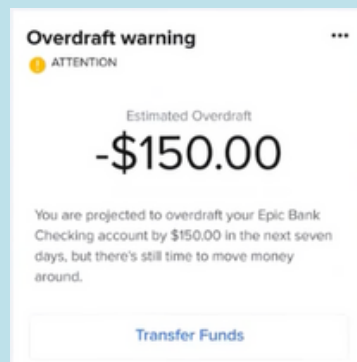 Overdraft warning
ATTENTION
Estimated Overdraft
-$150.00
You are projected to overdraft your Epic Bank
Checking account by $150.00 in the next seven
days, but there's still time to move money
around.
Transfer Funds